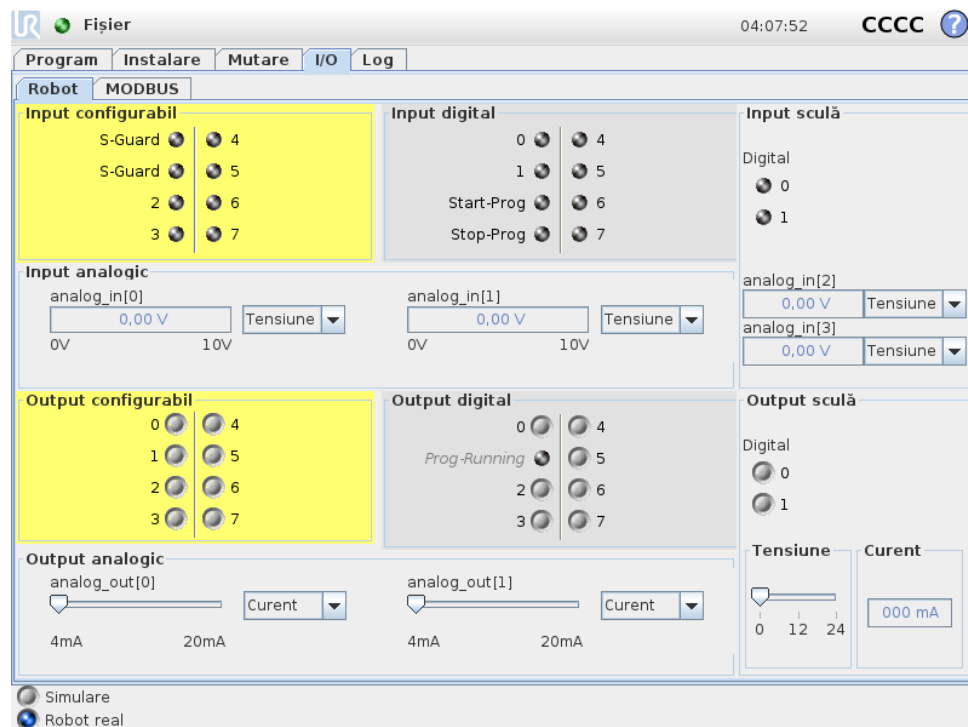 UR Fișier 04:07:52 CCCC ?
Program Instalare Mutare I/O Log
Robot MODBUS
Input configurabil
S-Guard 4
S-Guard 5
2 6
3 7
Input digital
0 4
1 5
Start-Prog 6
Stop-Prog 7
Input sculă
Digital
0
1
analog_in[2]
0,00 V Tensiune
analog_in[3]
0,00 V Tensiune
Input analogic
analog_in[0]
0,00 V Tensiune
0V 10V
analog_in[1]
0,00 V Tensiune
0V 10V
Output configurabil
0 4
1 5
2 6
3 7
Output digital
0 4
Prog-Running 5
2 6
3 7
Output sculă
Digital
0
1
Tensiune
0 12 24
Curent
000 mA
Output analogic
analog_out[0]
Curent
4mA 20mA
analog_out[1]
Curent
4mA 20mA
Simulare
Robot real